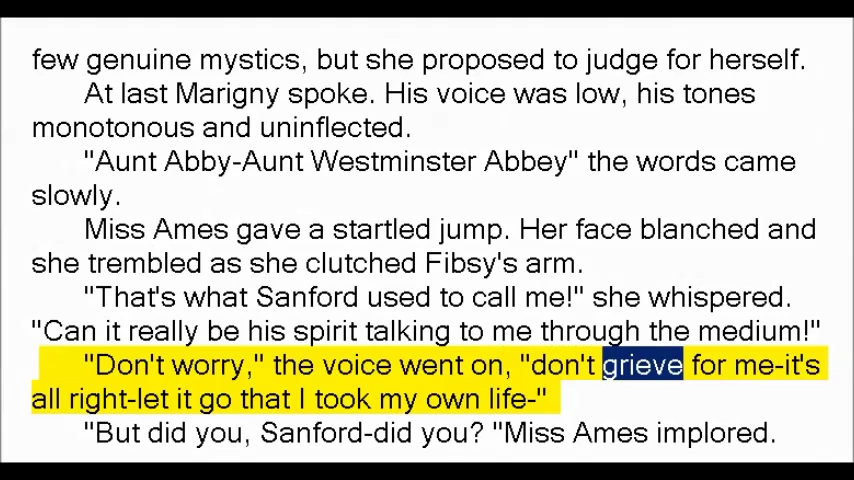 few genuine mystics, but she proposed to judge for herself.
At last Marigny spoke. His voice was low, his tones
monotonous and uninflected.
"Aunt Abby-Aunt Westminster Abbey" the words came
slowly.
Miss Ames gave a startled jump. Her face blanched and
she trembled as she clutched Fibsy's arm.
"That's what Sanford used to call me!" she whispered.
"Can it really be his spirit talking to me through the medium!"
"Don't worry," the voice went on, "don't grieve for me-it's
all right-let it go that I took my own life-"
"But did you, Sanford-did you? "Miss Ames implored.